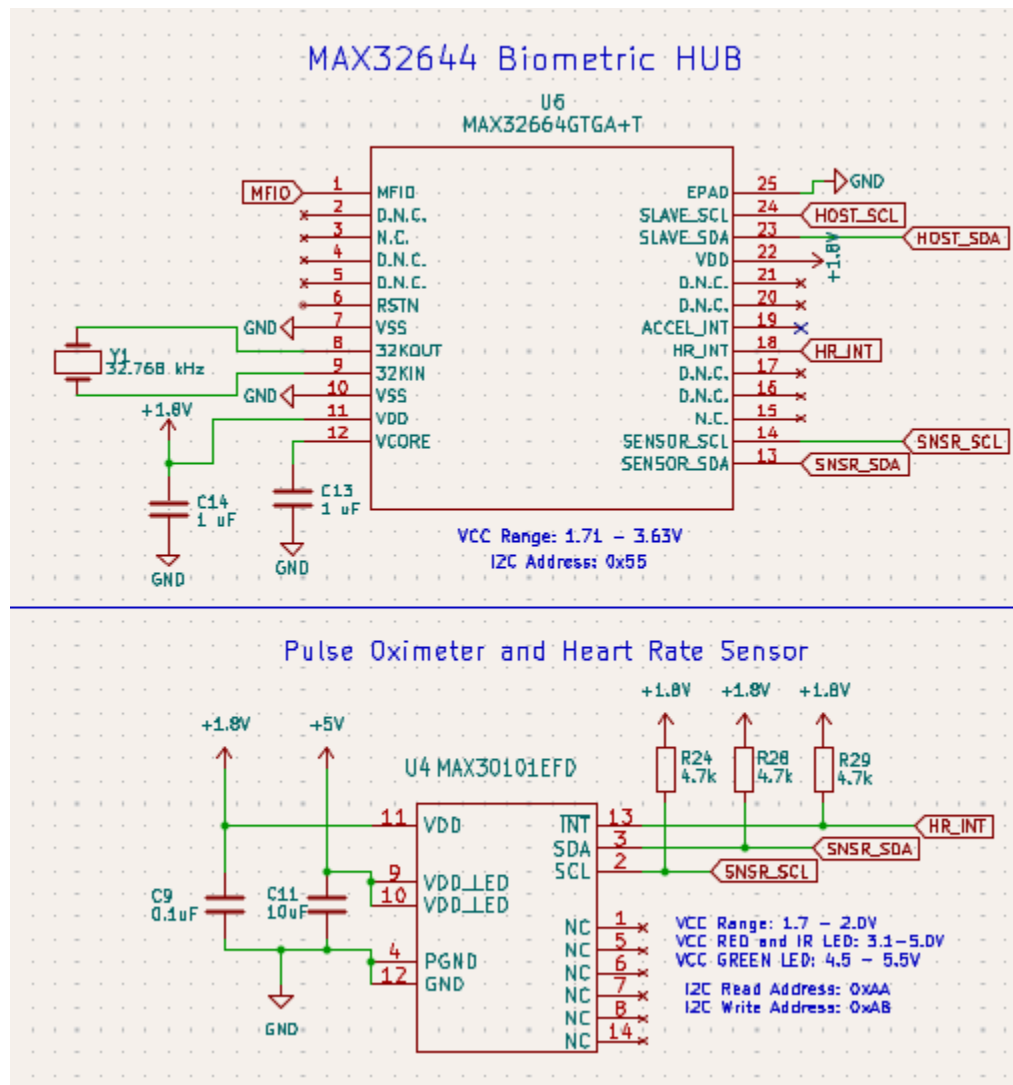 MAX32644 Biometric HUB
U6
MAX32664GTGA+T
MFIO 1 MFIO
2 D.N.C.
3 N.C.
4 D.N.C.
5 D.N.C.
6 RSTN
GND 7 VSS
8 32KOUT
9 32KIN
GND 10 VSS
11 VDD
12 VCORE
EPAD 25 GND
SLAVE_SCL 24 HOST_SCL
SLAVE_SDA 23 HOST_SDA
VDD 22 +1.8V
D.N.C. 21
D.N.C. 20
ACCEL_INT 19
HR_INT 18 HR_INT
D.N.C. 17
D.N.C. 16
N.C. 15
SENSOR_SCL 14 SNSR_SCL
SENSOR_SDA 13 SNSR_SDA
Y1
32.768 kHz
+1.8V
C14
1 uF
GND
C13
1 uF
GND
VCC Range: 1.71 - 3.63V
I2C Address: 0x55
Pulse Oximeter and Heart Rate Sensor
+1.8V +5V
U4 MAX30101EFD
11 VDD
9 VDD_LED
10 VDD_LED
4 PGND
12 GND
C9
0.1uF
C11
10uF
GND
+1.8V +1.8V +1.8V
R24
4.7k
R28
4.7k
R29
4.7k
INT 13 HR_INT
SDA 3 SNSR_SDA
SCL 2 SNSR_SCL
NC 1
NC 5
NC 6
NC 7
NC 8
NC 14
VCC Range: 1.7 - 2.0V
VCC RED and IR LED: 3.1-5.0V
VCC GREEN LED: 4.5 - 5.5V
I2C Read Address: 0xAA
I2C Write Address: 0xAB